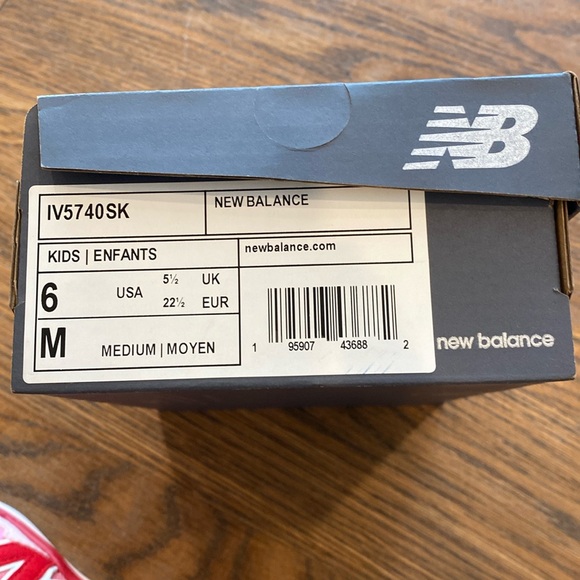 NB
IV5740SK
NEW BALANCE
KIDS | ENFANTS
newbalance.com
6 USA 5½ UK
22½ EUR
M MEDIUM | MOYEN
1 95907 43688 2
new balance